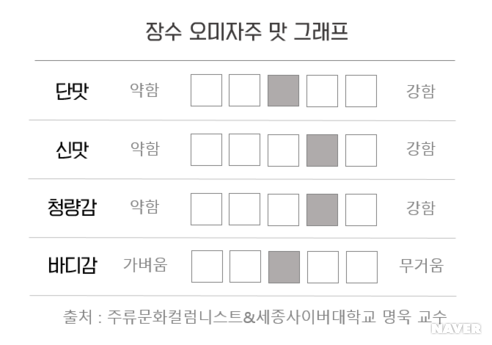 장수 오미자주 맛 그래프
단맛 약함 강함
신맛 약함 강함
청량감 약함 강함
바디감 가벼움 무거움
출처 : 주류문화컬럼니스트&세종사이버대학교 명욱 교수
NAVER